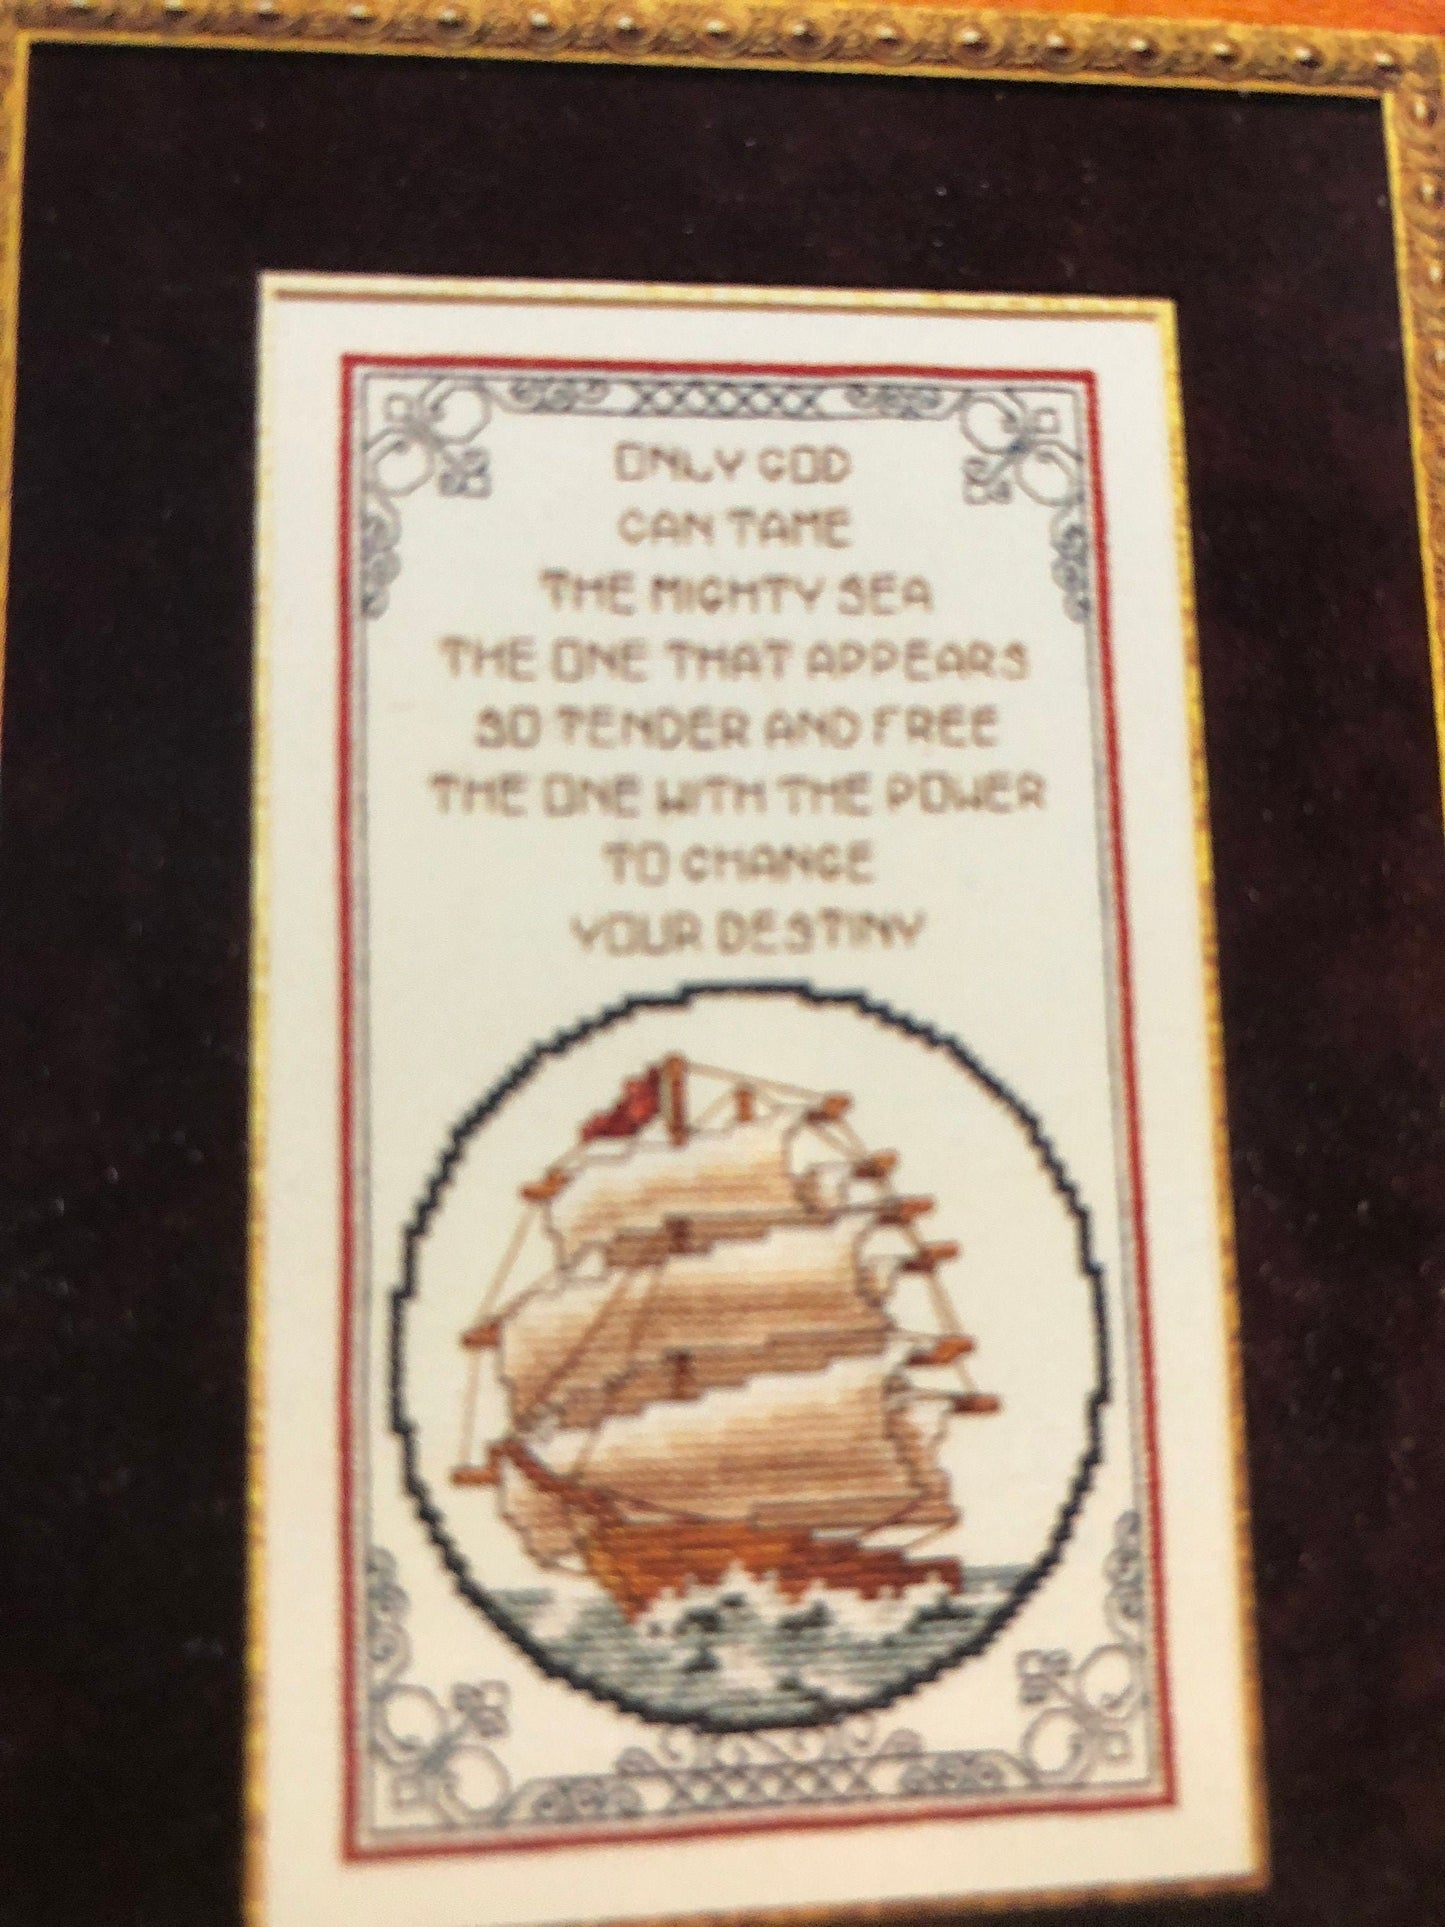 ONLY GOD
CAN TAME
THE MIGHTY SEA
THE ONE THAT APPEARS
SO TENDER AND FREE
THE ONE WITH THE POWER
TO CHANGE
YOUR DESTINY